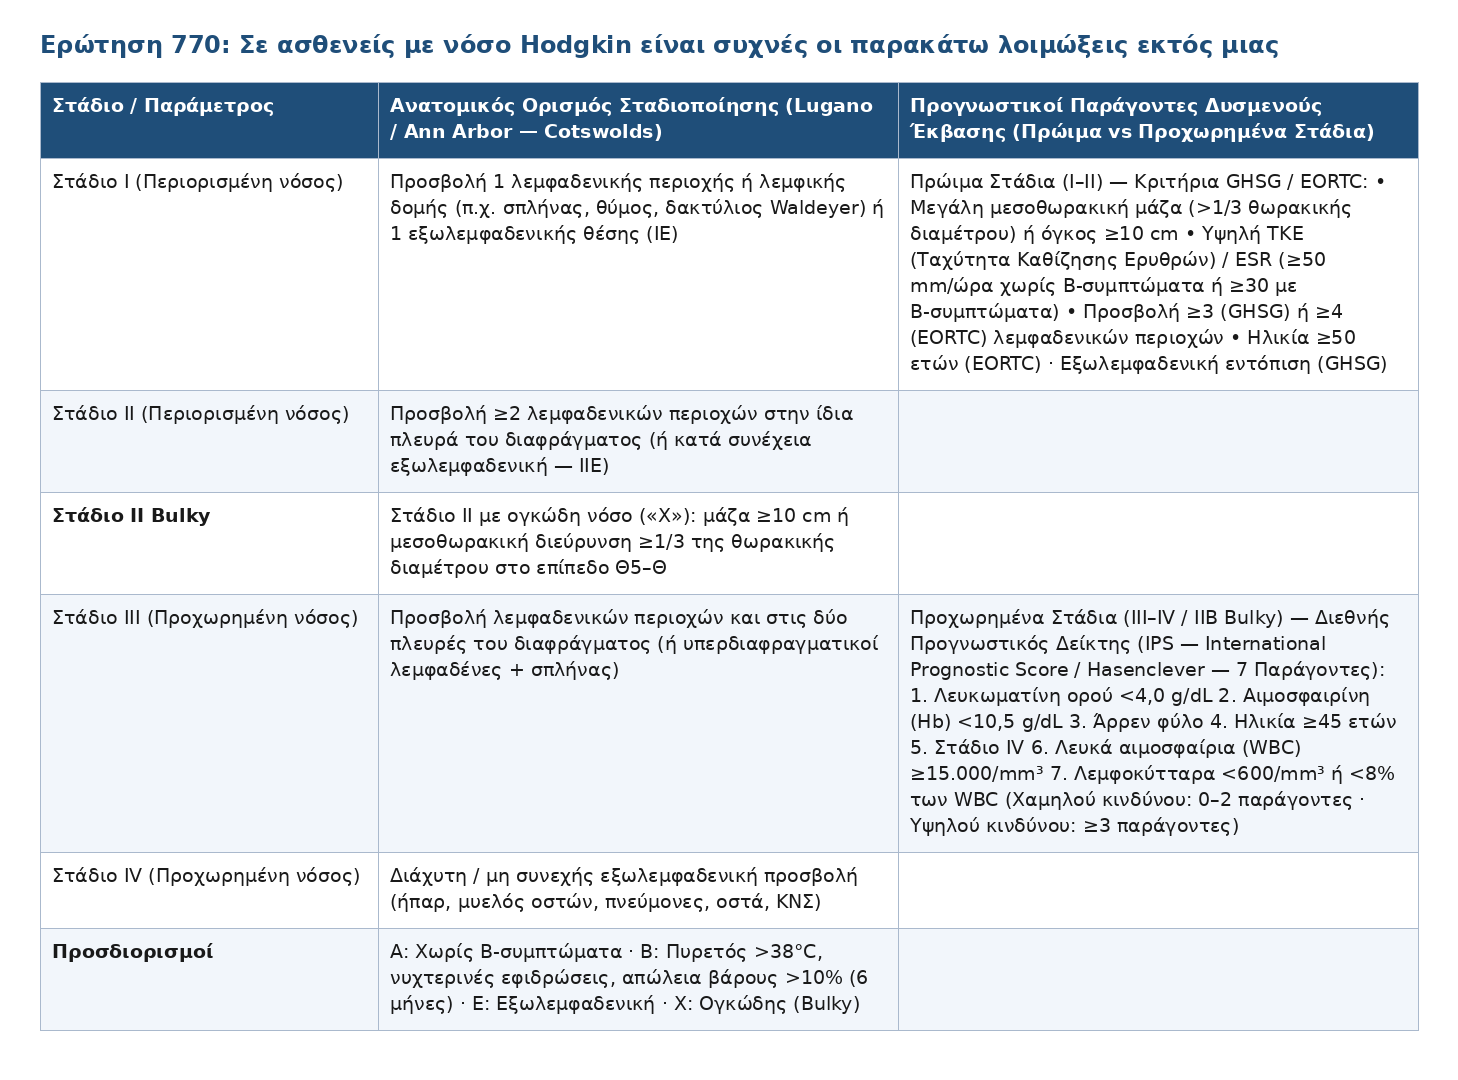 Ερώτηση 770: Σε ασθενείς με νόσο Hodgkin είναι συχνές οι παρακάτω λοιμώξεις εκτός μιας
Στάδιο / Παράμετρος
Ανατομικός Ορισμός Σταδιοποίησης (Lugano
/ Ann Arbor — Cotswolds)
Προγνωστικοί Παράγοντες Δυσμενούς
Έκβασης (Πρώιμα vs Προχωρημένα Στάδια)
Στάδιο I (Περιορισμένη νόσος)
Προσβολή 1 λεμφαδενικής περιοχής ή λεμφικής
δομής (π.χ. σπλήνας, θύμος, δακτύλιος Waldeyer) ή
1 εξωλεμφαδενικής θέσης (IE)
Πρώιμα Στάδια (I–II) — Κριτήρια GHSG / EORTC: •
Μεγάλη μεσοθωρακική μάζα (>1/3 θωρακικής
διαμέτρου) ή όγκος ≥10 cm • Υψηλή ΤΚΕ
(Ταχύτητα Καθίζησης Ερυθρών) / ESR (≥50
mm/ώρα χωρίς Β-συμπτώματα ή ≥30 με
Β-συμπτώματα) • Προσβολή ≥3 (GHSG) ή ≥4
(EORTC) λεμφαδενικών περιοχών • Ηλικία ≥50
ετών (EORTC) · Εξωλεμφαδενική εντόπιση (GHSG)
Στάδιο II (Περιορισμένη νόσος)
Προσβολή ≥2 λεμφαδενικών περιοχών στην ίδια
πλευρά του διαφράγματος (ή κατά συνέχεια
εξωλεμφαδενική — IIE)
Στάδιο II Bulky
Στάδιο II με ογκώδη νόσο («Χ»): μάζα ≥10 cm ή
μεσοθωρακική διεύρυνση ≥1/3 της θωρακικής
διαμέτρου στο επίπεδο Θ5–Θ
Στάδιο III (Προχωρημένη νόσος)
Προσβολή λεμφαδενικών περιοχών και στις δύο
πλευρές του διαφράγματος (ή υπερδιαφραγματικοί
λεμφαδένες + σπλήνας)
Προχωρημένα Στάδια (III–IV / IIB Bulky) — Διεθνής
Προγνωστικός Δείκτης (IPS — International
Prognostic Score / Hasenclever — 7 Παράγοντες):
1. Λευκωματίνη ορού <4,0 g/dL 2. Αιμοσφαιρίνη
(Hb) <10,5 g/dL 3. Άρρεν φύλο 4. Ηλικία ≥45 ετών
5. Στάδιο IV 6. Λευκά αιμοσφαίρια (WBC)
≥15.000/mm³ 7. Λεμφοκύτταρα <600/mm³ ή <8%
των WBC (Χαμηλού κινδύνου: 0–2 παράγοντες ·
Υψηλού κινδύνου: ≥3 παράγοντες)
Στάδιο IV (Προχωρημένη νόσος)
Διάχυτη / μη συνεχής εξωλεμφαδενική προσβολή
(ήπαρ, μυελός οστών, πνεύμονες, οστά, ΚΝΣ)
Προσδιορισμοί
Α: Χωρίς Β-συμπτώματα · Β: Πυρετός >38°C,
νυχτερινές εφιδρώσεις, απώλεια βάρους >10% (6
μήνες) · Ε: Εξωλεμφαδενική · Χ: Ογκώδης (Bulky)